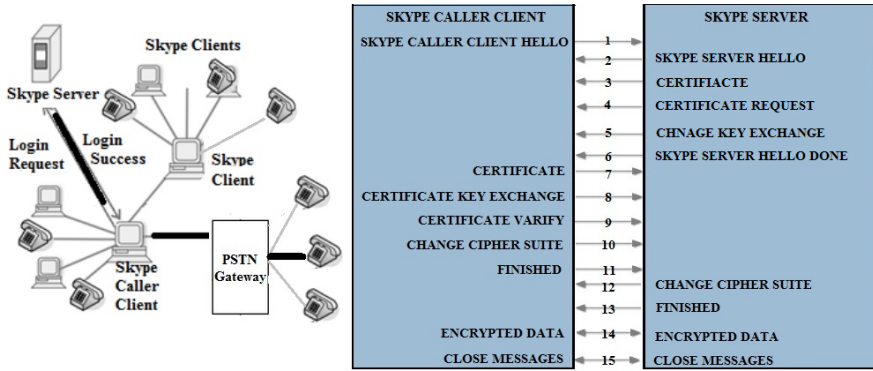 Skype Clients
Skype Server
Login
Request
Login
Success
Skype
Client
PSTN
Gateway
Skype
Caller
Client
SKYPE CALLER CLIENT
SKYPE SERVER
SKYPE CALLER CLIENT HELLO 1
2 SKYPE SERVER HELLO
3 CERTIFIACTE
4 CERTIFICATE REQUEST
5 CHNAGE KEY EXCHANGE
6 SKYPE SERVER HELLO DONE
CERTIFICATE 7
CERTIFICATE KEY EXCHANGE 8
CERTIFICATE VARIFY 9
CHANGE CIPHER SUITE 10
FINISHED 11
12 CHANGE CIPHER SUITE
13 FINISHED
ENCRYPTED DATA 14 ENCRYPTED DATA
CLOSE MESSAGES 15 CLOSE MESSAGES